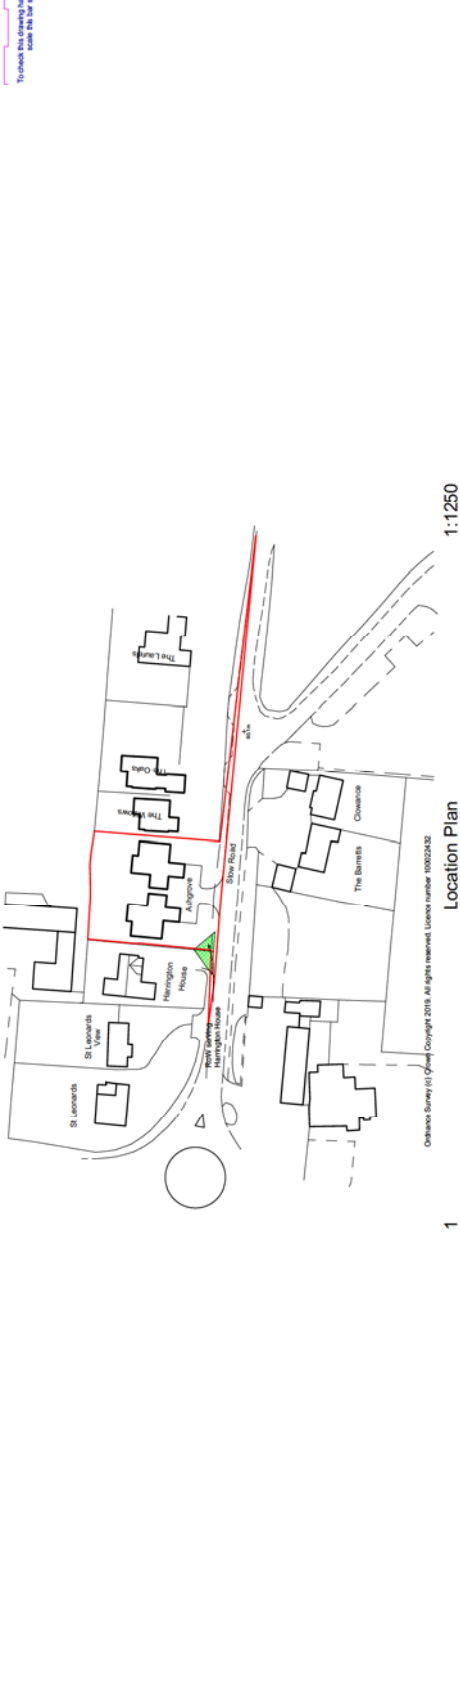 To check this drawing ha
scale this bar s
The Laurels
The Oaks
The Willows
Ashgrove
Stow Road
Harrington
House
St Leonards
View
St Leonards
RoW serving
Harrington House
Clowance
The Barretts
Ordnance Survey (c) Crown Copyright 2019. All rights reserved. Licence number 100022432
1
Location Plan
1:1250